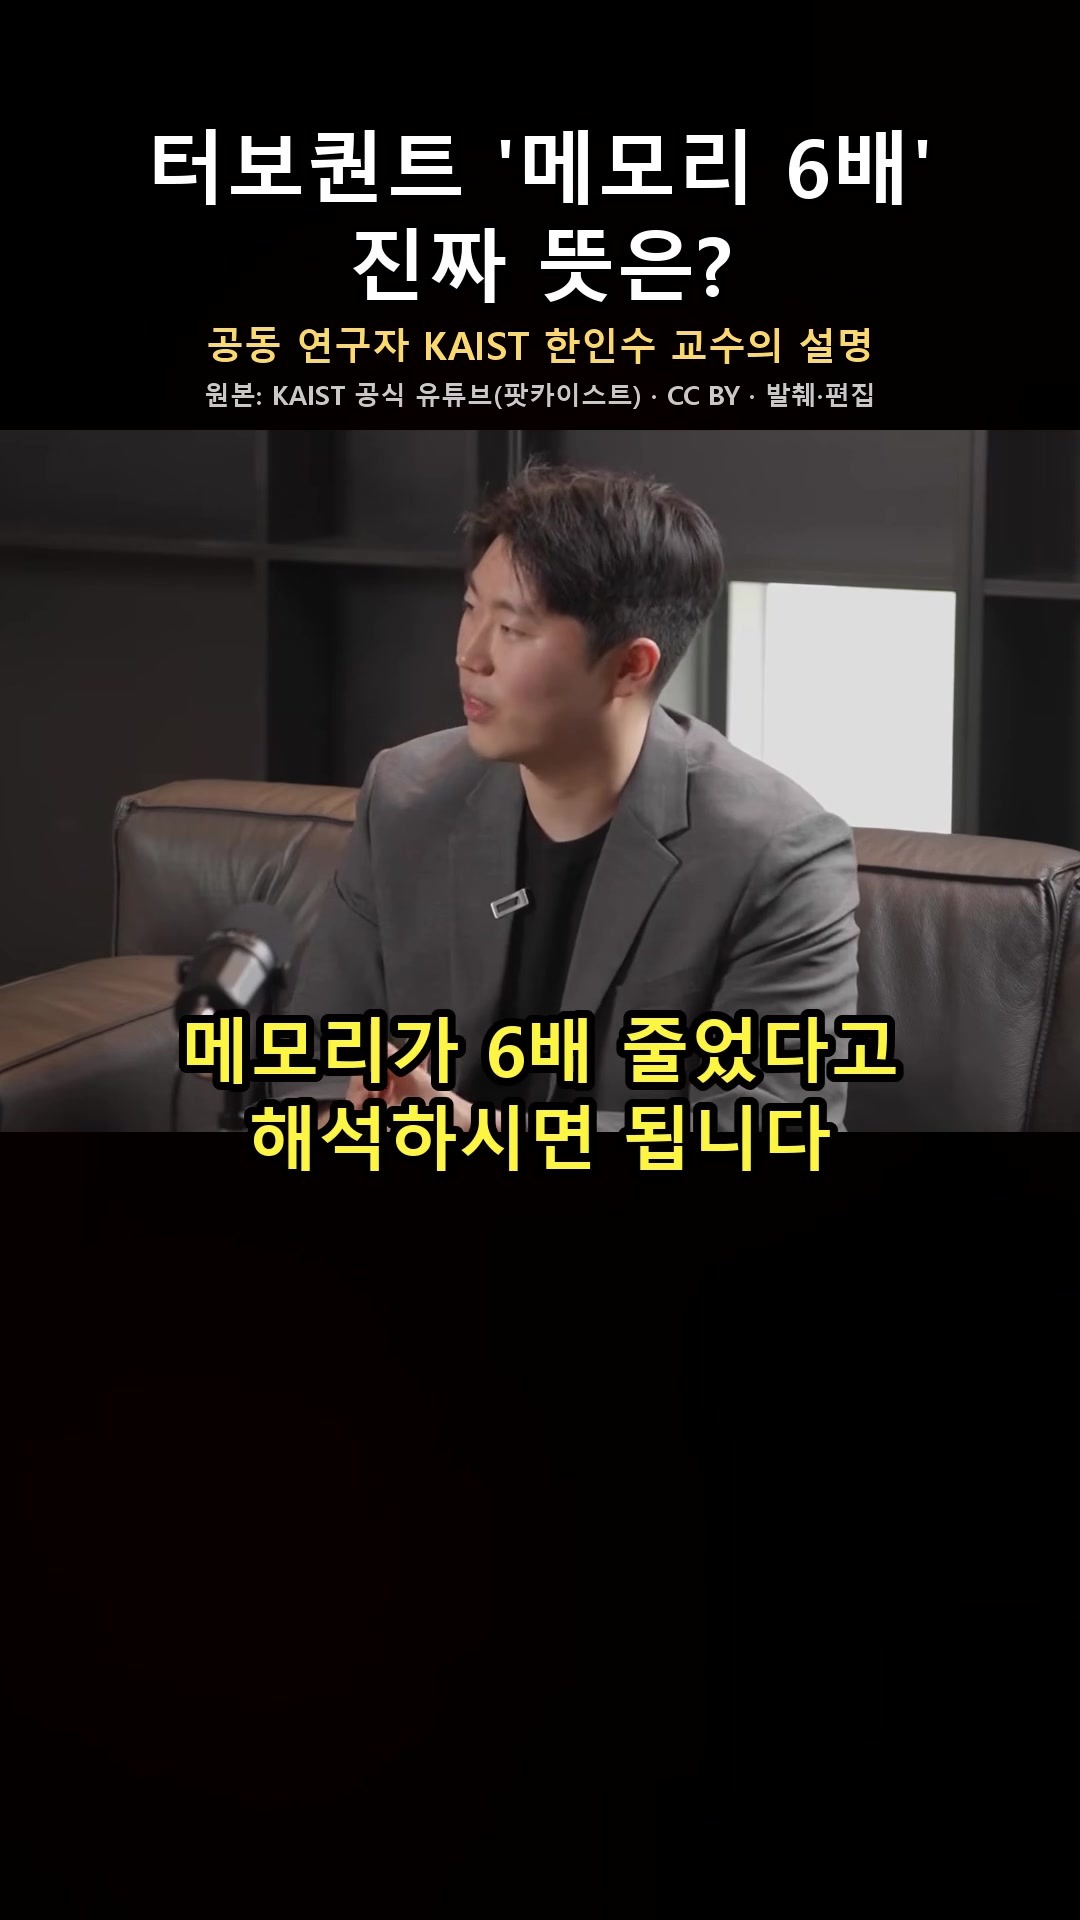 터보퀀트 '메모리 6배'
진짜 뜻은?
공동 연구자 KAIST 한인수 교수의 설명
원본: KAIST 공식 유튜브(팟카이스트) · CC BY · 발췌·편집
메모리가 6배 줄었다고
해석하시면 됩니다